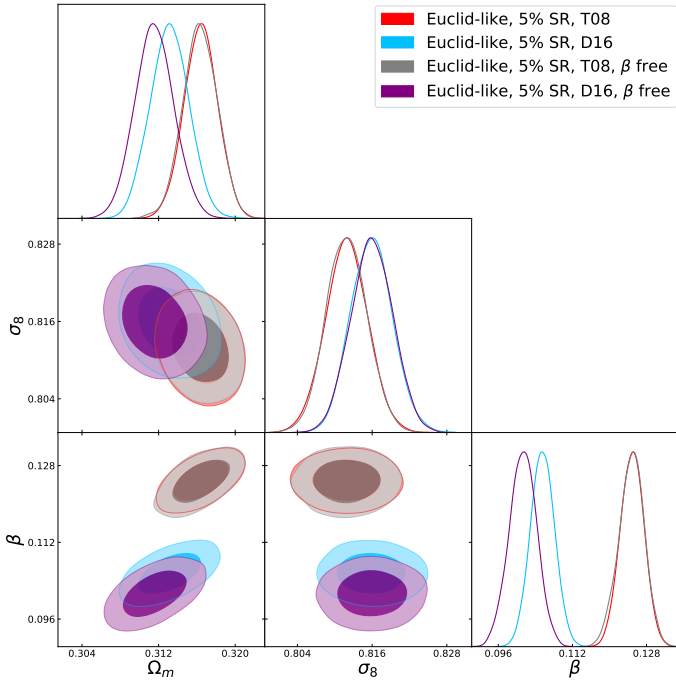 Euclid-like, 5% SR, T08
Euclid-like, 5% SR, D16
Euclid-like, 5% SR, T08, β free
Euclid-like, 5% SR, D16, β free
0.828
0.816
0.804
σ₈
0.128
0.112
0.096
β
0.304 0.312 0.320
0.804 0.816 0.828
0.096 0.112 0.128
Ωₘ
σ₈
β